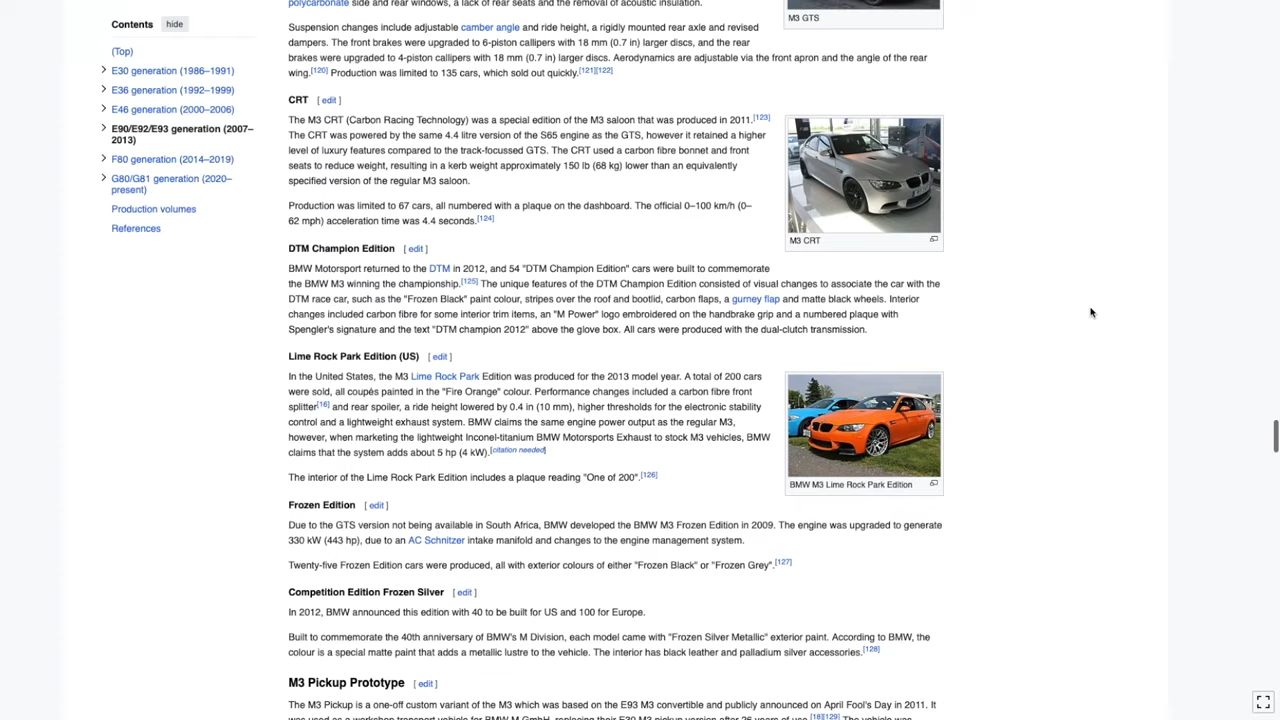 polycarbonate side and rear windows, a lack of rear seats and the removal of acoustic insulation.
M3 GTS
Contents hide
(Top)
E30 generation (1986–1991)
E36 generation (1992–1999)
E46 generation (2000–2006)
E90/E92/E93 generation (2007–
2013)
F80 generation (2014–2019)
G80/G81 generation (2020–
present)
Production volumes
References
Suspension changes include adjustable camber angle and ride height, a rigidly mounted rear axle and revised
dampers. The front brakes were upgraded to 6-piston callipers with 18 mm (0.7 in) larger discs, and the rear
brakes were upgraded to 4-piston callipers with 18 mm (0.7 in) larger discs. Aerodynamics are adjustable via the front apron and the angle of the rear
wing.[120] Production was limited to 135 cars, which sold out quickly.[121][122]
CRT [ edit ]
The M3 CRT (Carbon Racing Technology) was a special edition of the M3 saloon that was produced in 2011.[123]
The CRT was powered by the same 4.4 litre version of the S65 engine as the GTS, however it retained a higher
level of luxury features compared to the track-focussed GTS. The CRT used a carbon fibre bonnet and front
seats to reduce weight, resulting in a kerb weight approximately 150 lb (68 kg) lower than an equivalently
specified version of the regular M3 saloon.
Production was limited to 67 cars, all numbered with a plaque on the dashboard. The official 0–100 km/h (0–
62 mph) acceleration time was 4.4 seconds.[124]
M3 CRT
DTM Champion Edition [ edit ]
BMW Motorsport returned to the DTM in 2012, and 54 "DTM Champion Edition" cars were built to commemorate
the BMW M3 winning the championship.[125] The unique features of the DTM Champion Edition consisted of visual changes to associate the car with the
DTM race car, such as the "Frozen Black" paint colour, stripes over the roof and bootlid, carbon flaps, a gurney flap and matte black wheels. Interior
changes included carbon fibre for some interior trim items, an "M Power" logo embroidered on the handbrake grip and a numbered plaque with
Spengler's signature and the text "DTM champion 2012" above the glove box. All cars were produced with the dual-clutch transmission.
Lime Rock Park Edition (US) [ edit ]
In the United States, the M3 Lime Rock Park Edition was produced for the 2013 model year. A total of 200 cars
were sold, all coupés painted in the "Fire Orange" colour. Performance changes included a carbon fibre front
splitter[16] and rear spoiler, a ride height lowered by 0.4 in (10 mm), higher thresholds for the electronic stability
control and a lightweight exhaust system. BMW claims the same engine power output as the regular M3,
however, when marketing the lightweight Inconel-titanium BMW Motorsports Exhaust to stock M3 vehicles, BMW
claims that the system adds about 5 hp (4 kW).[citation needed]
The interior of the Lime Rock Park Edition includes a plaque reading "One of 200".[126]
BMW M3 Lime Rock Park Edition
Frozen Edition [ edit ]
Due to the GTS version not being available in South Africa, BMW developed the BMW M3 Frozen Edition in 2009. The engine was upgraded to generate
330 kW (443 hp), due to an AC Schnitzer intake manifold and changes to the engine management system.
Twenty-five Frozen Edition cars were produced, all with exterior colours of either "Frozen Black" or "Frozen Grey".[127]
Competition Edition Frozen Silver [ edit ]
In 2012, BMW announced this edition with 40 to be built for US and 100 for Europe.
Built to commemorate the 40th anniversary of BMW's M Division, each model came with "Frozen Silver Metallic" exterior paint. According to BMW, the
colour is a special matte paint that adds a metallic lustre to the vehicle. The interior has black leather and palladium silver accessories.[128]
M3 Pickup Prototype [ edit ]
The M3 Pickup is a one-off custom variant of the M3 which was based on the E93 M3 convertible and publicly announced on April Fool's Day in 2011. It
was used as a workshop transport vehicle for BMW M GmbH, replacing their E30 M3 pickup version after 26 years of use.[18][129] The vehicle was